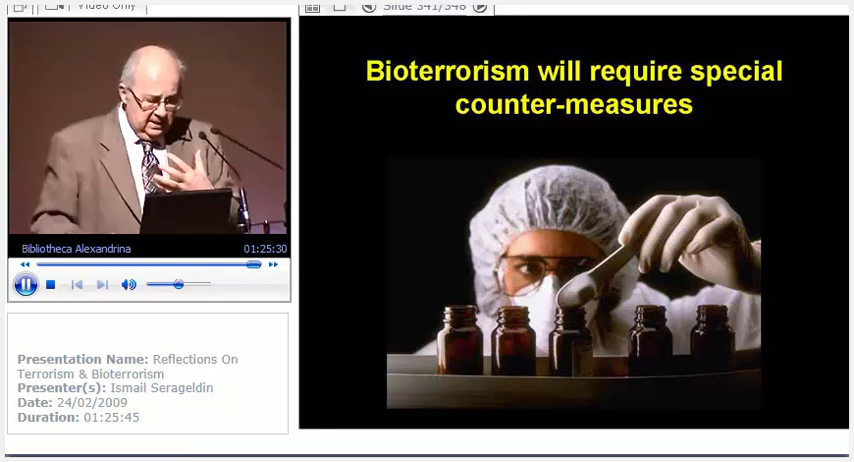 Video Only
Slide 341/348
Bioterrorism will require special
counter-measures
Bibliotheca Alexandrina 01:25:30
Presentation Name: Reflections On
Terrorism & Bioterrorism
Presenter(s): Ismail Serageldin
Date: 24/02/2009
Duration: 01:25:45